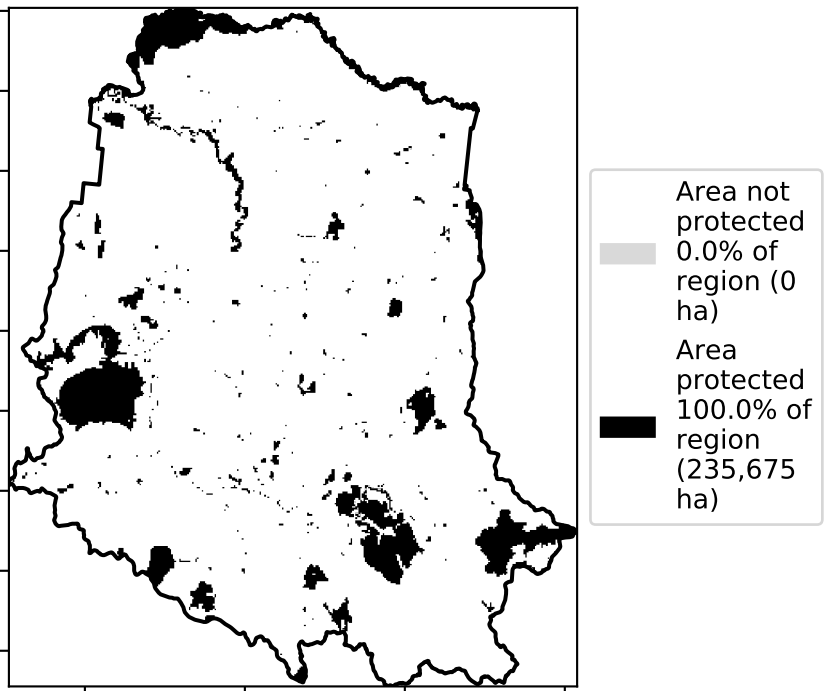 Area not
protected
0.0% of
region (0
ha)
Area
protected
100.0% of
region
(235,675
ha)